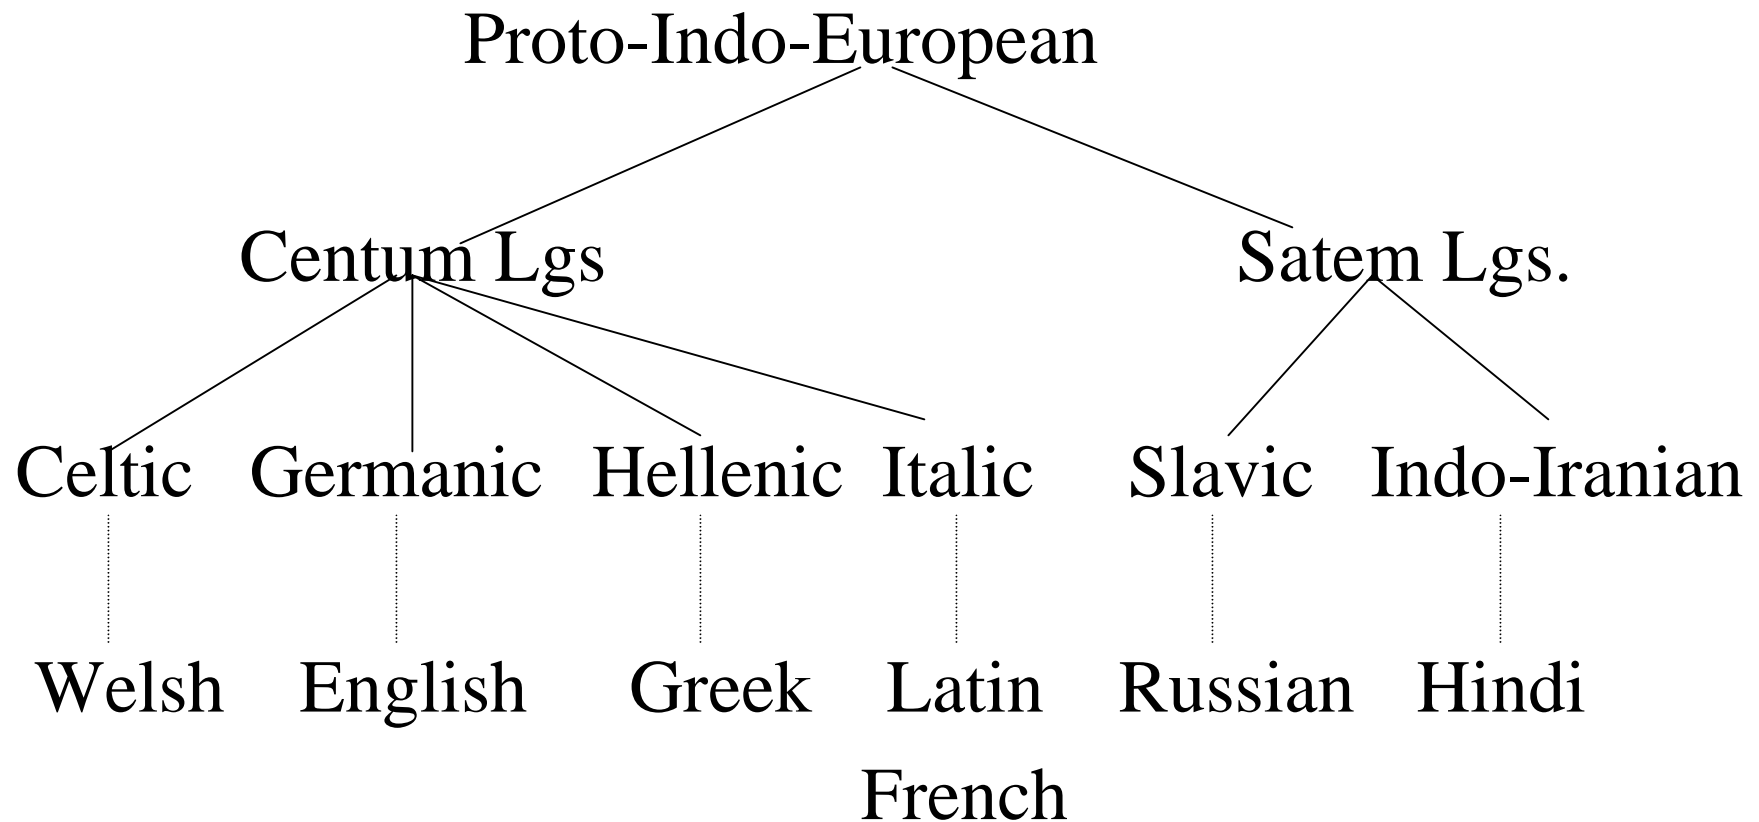 Proto-Indo-European
Centum Lgs Satem Lgs.
Celtic Germanic Hellenic Italic Slavic Indo-Iranian
Welsh English Greek Latin Russian Hindi
French